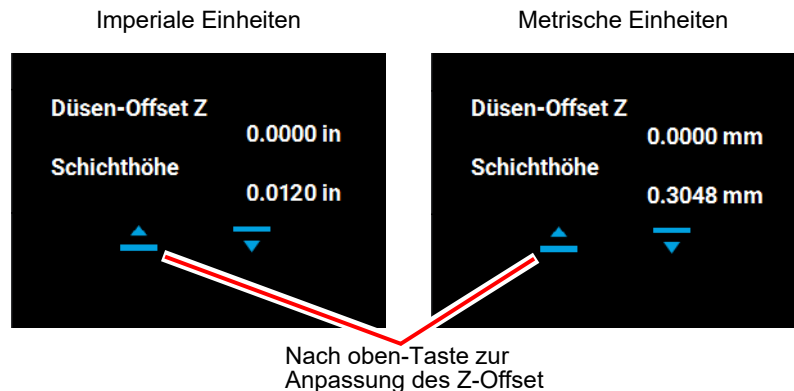 Imperiale Einheiten
Metrische Einheiten
Düsen-Offset Z
0.0000 in
Schichthöhe
0.0120 in
Düsen-Offset Z
0.0000 mm
Schichthöhe
0.3048 mm
Nach oben-Taste zur
Anpassung des Z-Offset